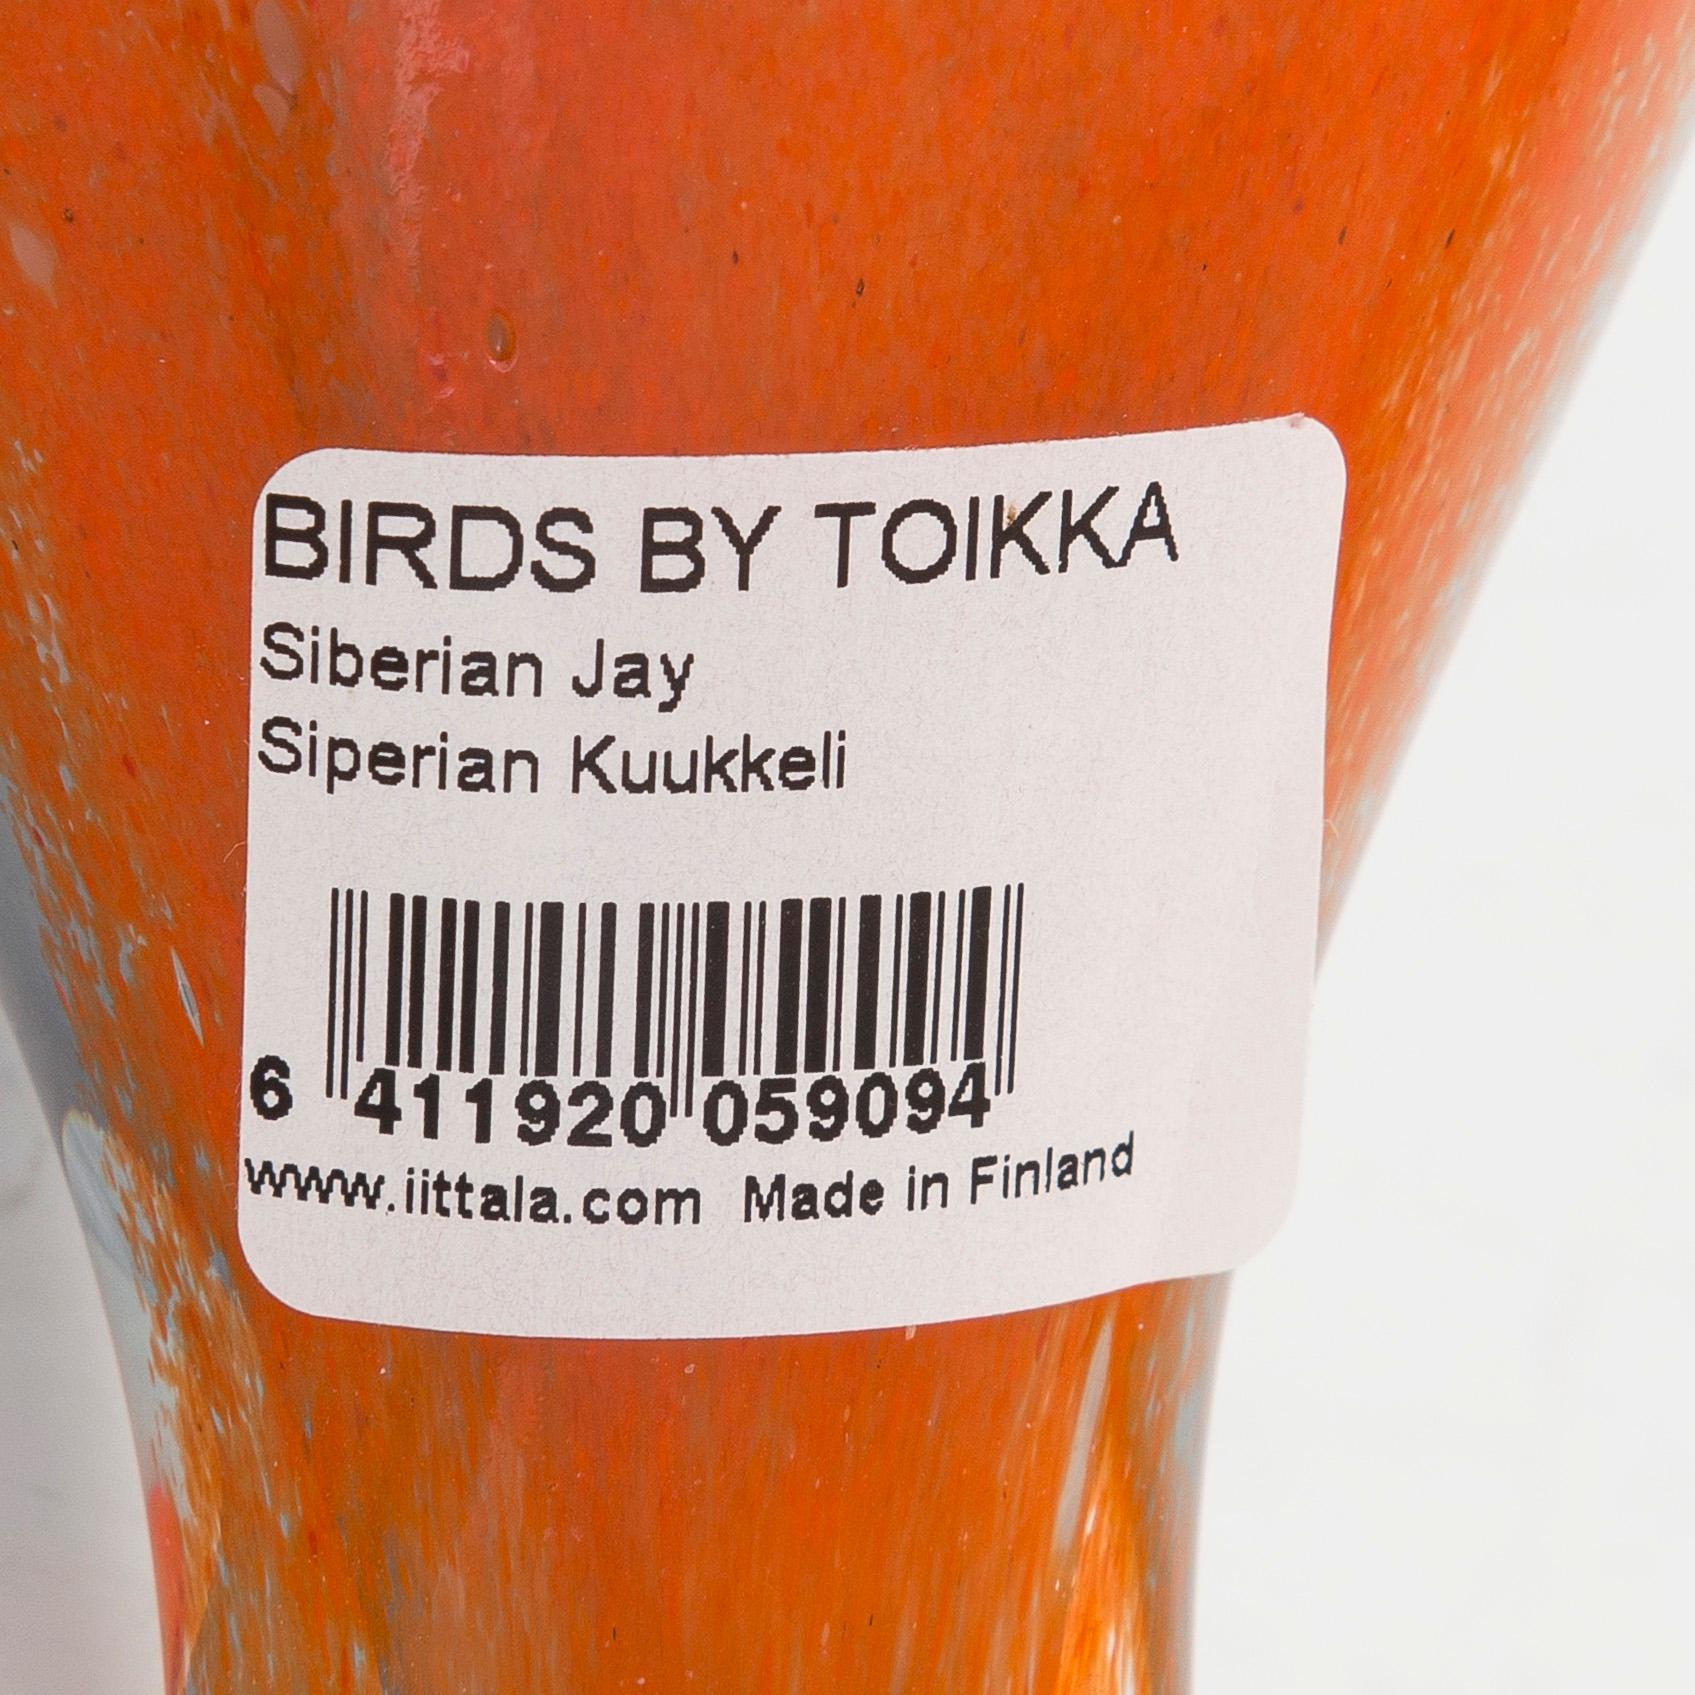 BIRDS BY TOIKKA
Siberian Jay
Siperian Kuukkeli
6 411920 059094
www.iittala.com Made in Finland